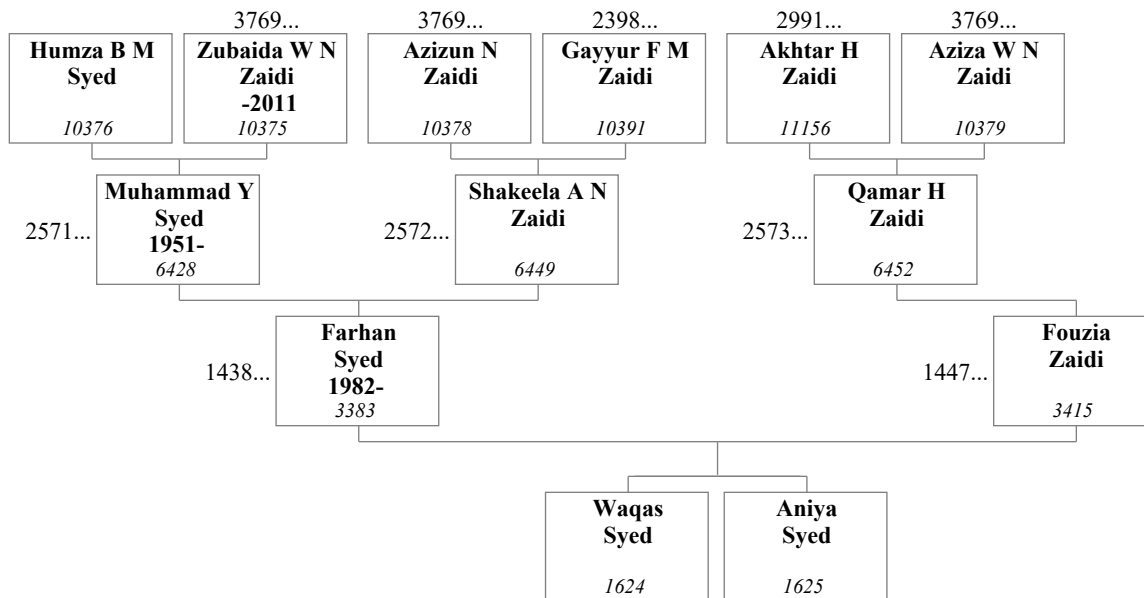 3769...
3769...
2398...
2991...
3769...
Humza B M
Syed
10376
Zubaida W N
Zaidi
-2011
10375
Azizun N
Zaidi
10378
Gayyur F M
Zaidi
10391
Akhtar H
Zaidi
11156
Aziza W N
Zaidi
10379
2571...
Muhammad Y
Syed
1951-
6428
2572...
Shakeela A N
Zaidi
6449
2573...
Qamar H
Zaidi
6452
1438...
Farhan
Syed
1982-
3383
1447...
Fouzia
Zaidi
3415
Waqas
Syed
1624
Aniya
Syed
1625